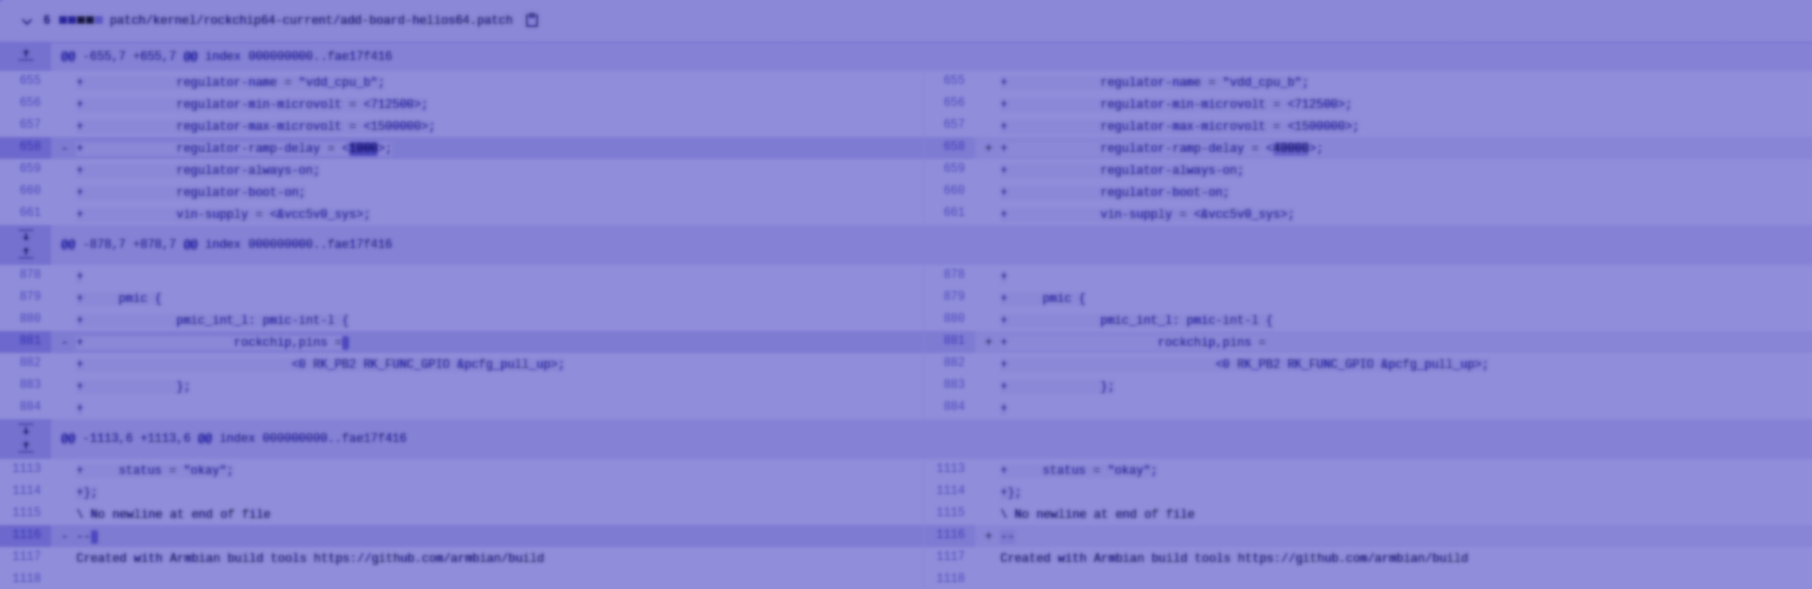 6 patch/kernel/rockchip64-current/add-board-helios64.patch
@@ -655,7 +655,7 @@ index 000000000..fae17f416
655 + regulator-name = "vdd_cpu_b"; 655 + regulator-name = "vdd_cpu_b";
656 + regulator-min-microvolt = <712500>; 656 + regulator-min-microvolt = <712500>;
657 + regulator-max-microvolt = <1500000>; 657 + regulator-max-microvolt = <1500000>;
658 - + regulator-ramp-delay = <1000>; 658 + + regulator-ramp-delay = <40000>;
659 + regulator-always-on; 659 + regulator-always-on;
660 + regulator-boot-on; 660 + regulator-boot-on;
661 + vin-supply = <&vcc5v0_sys>; 661 + vin-supply = <&vcc5v0_sys>;
@@ -878,7 +878,7 @@ index 000000000..fae17f416
878 + 878 +
879 + pmic { 879 + pmic {
880 + pmic_int_l: pmic-int-l { 880 + pmic_int_l: pmic-int-l {
881 - + rockchip,pins = 881 + + rockchip,pins =
882 + <0 RK_PB2 RK_FUNC_GPIO &pcfg_pull_up>; 882 + <0 RK_PB2 RK_FUNC_GPIO &pcfg_pull_up>;
883 + }; 883 + };
884 + 884 +
@@ -1113,6 +1113,6 @@ index 000000000..fae17f416
1113 + status = "okay"; 1113 + status = "okay";
1114 +}; 1114 +};
1115 \ No newline at end of file 1115 \ No newline at end of file
1116 - -- 1116 + --
1117 Created with Armbian build tools https://github.com/armbian/build 1117 Created with Armbian build tools https://github.com/armbian/build
1118 1118